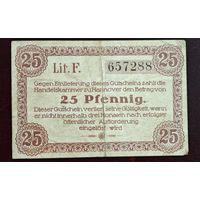 25
25
Lit. F.
657288
Gegen Einlieferung dieses Gutscheins zahlt die
Handelskammer zu Hannover den Betrag von
25 Pfennig.
Dieser Gutschein verliert seine Gültigkeit, wenn
er nicht innerhalb drei Monaten nach erfolgter
öffentlicher Aufforderung
eingelöst wird
25
25